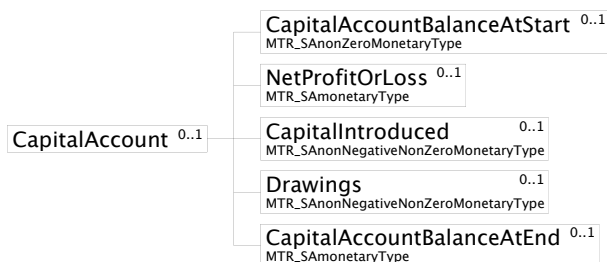 CapitalAccountBalanceAtStart 0..1
MTR_SAnonZeroMonetaryType
NetProfitOrLoss 0..1
MTR_SAmonetaryType
CapitalAccount 0..1
CapitalIntroduced 0..1
MTR_SAnonNegativeNonZeroMonetaryType
Drawings 0..1
MTR_SAnonNegativeNonZeroMonetaryType
CapitalAccountBalanceAtEnd 0..1
MTR_SAmonetaryType